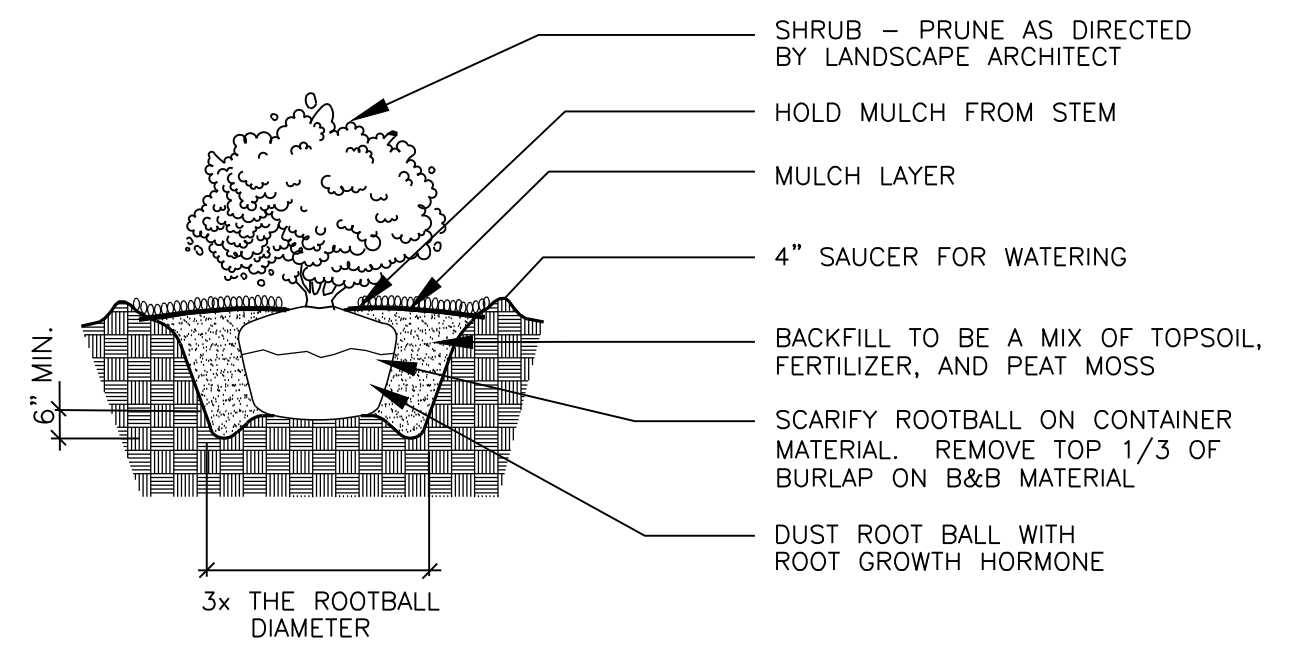 SHRUB – PRUNE AS DIRECTED
BY LANDSCAPE ARCHITECT
HOLD MULCH FROM STEM
MULCH LAYER
4” SAUCER FOR WATERING
BACKFILL TO BE A MIX OF TOPSOIL,
FERTILIZER, AND PEAT MOSS
6” MIN.
SCARIFY ROOTBALL ON CONTAINER
MATERIAL. REMOVE TOP 1/3 OF
BURLAP ON B&B MATERIAL
DUST ROOT BALL WITH
ROOT GROWTH HORMONE
3x THE ROOTBALL
DIAMETER